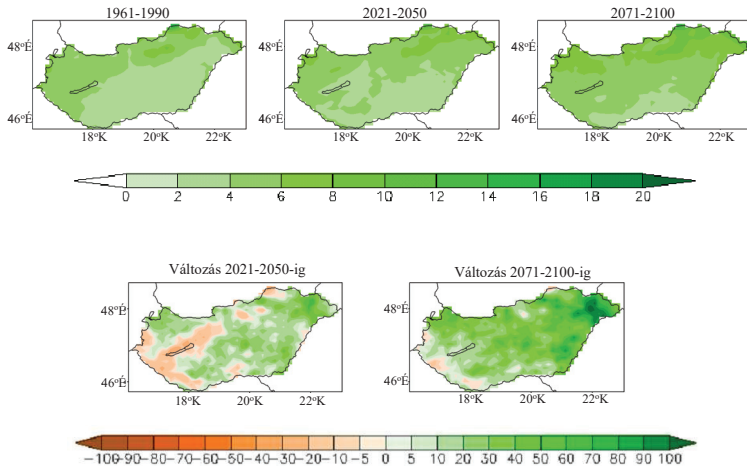 1961-1990 2021-2050 2071-2100
48°É 48°É 48°É
46°É 46°É 46°É
18°K 20°K 22°K 18°K 20°K 22°K 18°K 20°K 22°K
0 2 4 6 8 10 12 14 16 18 20
Változás 2021-2050-ig Változás 2071-2100-ig
48°É 48°É
46°É 46°É
18°K 20°K 22°K 18°K 20°K 22°K
-100-90-80-70-60-50-40-30-20-10 -5 0 5 10 20 30 40 50 60 70 80 90 100